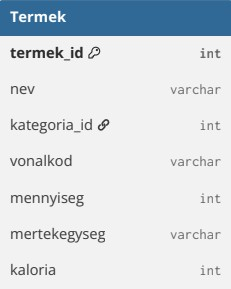 Termek
termek_id int
nev varchar
kategoria_id int
vonalkod varchar
mennyiseg int
mertekegyseg varchar
kaloria int